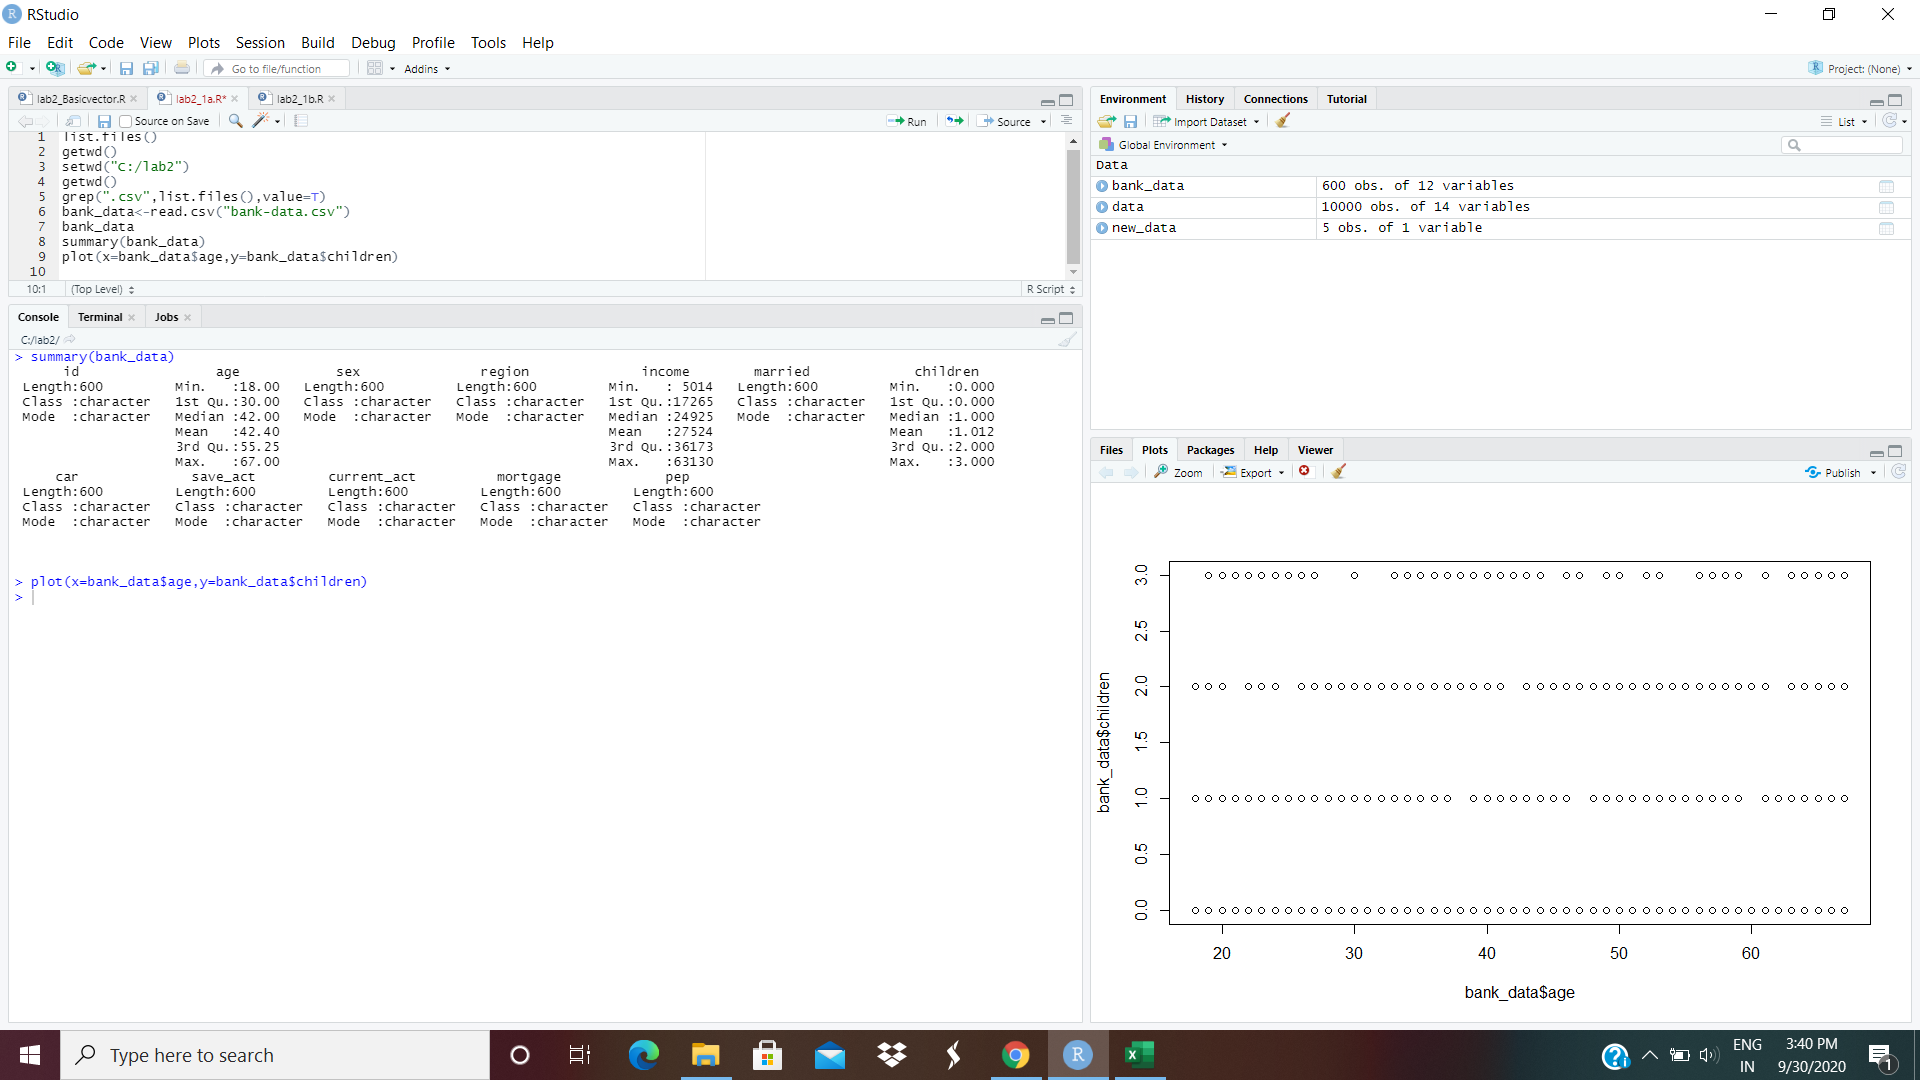 RStudio
File Edit Code View Plots Session Build Debug Profile Tools Help
Go to file/function Addins Project: (None)
lab2_Basicvector.R lab2_1a.R* lab2_1b.R
Source on Save Run Source
1 list.files()
2 getwd()
3 setwd("C:/lab2")
4 getwd()
5 grep(".csv",list.files(),value=T)
6 bank_data<-read.csv("bank-data.csv")
7 bank_data
8 summary(bank_data)
9 plot(x=bank_data$age,y=bank_data$children)
10
10:1 (Top Level) R Script
Console Terminal Jobs
C:/lab2/
> summary(bank_data)
id age sex region income married children
Length:600 Min. :18.00 Length:600 Length:600 Min. : 5014 Length:600 Min. :0.000
Class :character 1st Qu.:30.00 Class :character Class :character 1st Qu.:17265 Class :character 1st Qu.:0.000
Mode :character Median :42.00 Mode :character Mode :character Median :24925 Mode :character Median :1.000
Mean :42.40 Mean :27524 Mean :1.012
3rd Qu.:55.25 3rd Qu.:36173 3rd Qu.:2.000
Max. :67.00 Max. :63130 Max. :3.000
car save_act current_act mortgage pep
Length:600 Length:600 Length:600 Length:600 Length:600
Class :character Class :character Class :character Class :character Class :character
Mode :character Mode :character Mode :character Mode :character Mode :character
> plot(x=bank_data$age,y=bank_data$children)
>
Environment History Connections Tutorial
Import Dataset List
Global Environment
Data
bank_data 600 obs. of 12 variables
data 10000 obs. of 14 variables
new_data 5 obs. of 1 variable
Files Plots Packages Help Viewer
Zoom Export Publish
3.0
2.5
2.0
1.5
1.0
0.5
0.0
bank_data$children
20 30 40 50 60
bank_data$age
Type here to search
ENG
IN
3:40 PM
9/30/2020
1